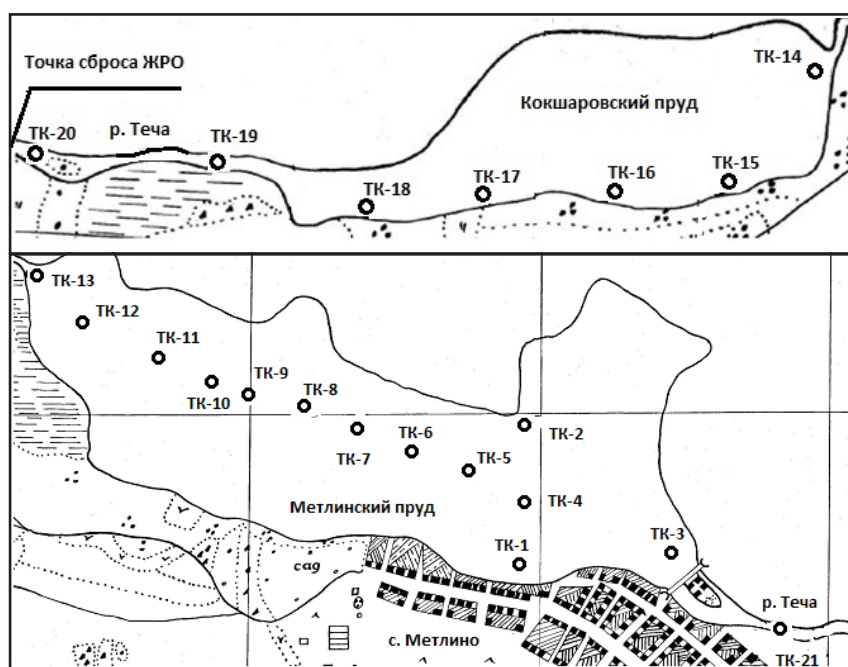 Точка сброса ЖРО
ТК-14
Кокшаровский пруд
р. Теча
ТК-20
ТК-19
ТК-18
ТК-17
ТК-16
ТК-15
ТК-13
ТК-12
ТК-11
ТК-9
ТК-8
ТК-10
ТК-7
ТК-6
ТК-2
ТК-5
ТК-4
Метлинский пруд
ТК-3
ТК-1
сад
р. Теча
с. Метлино
ТК-21